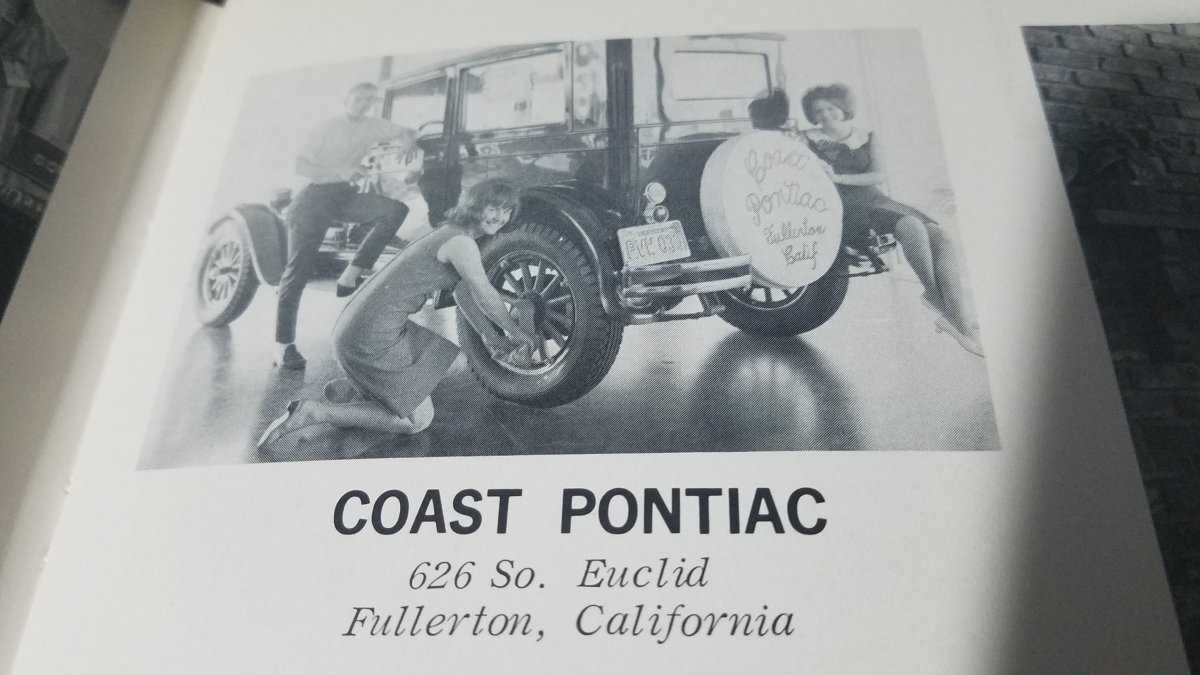 Coast
Pontiac
Fullerton
Calif
COAST PONTIAC
626 So. Euclid
Fullerton, California